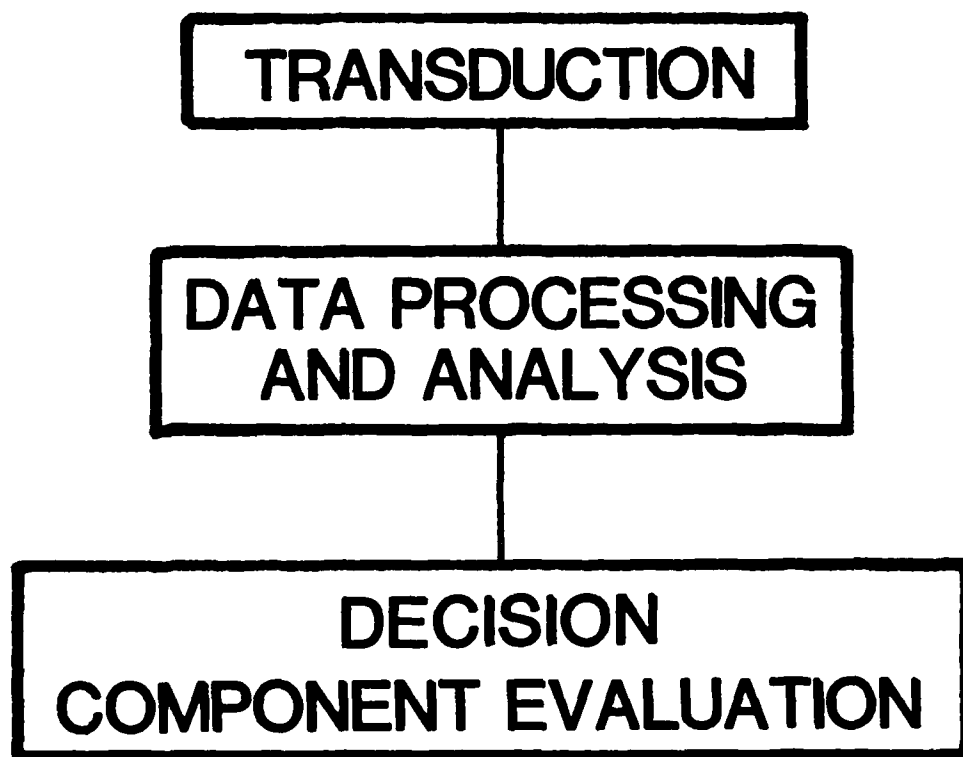 TRANSDUCTION
DATA PROCESSING
AND ANALYSIS
DECISION
COMPONENT EVALUATION